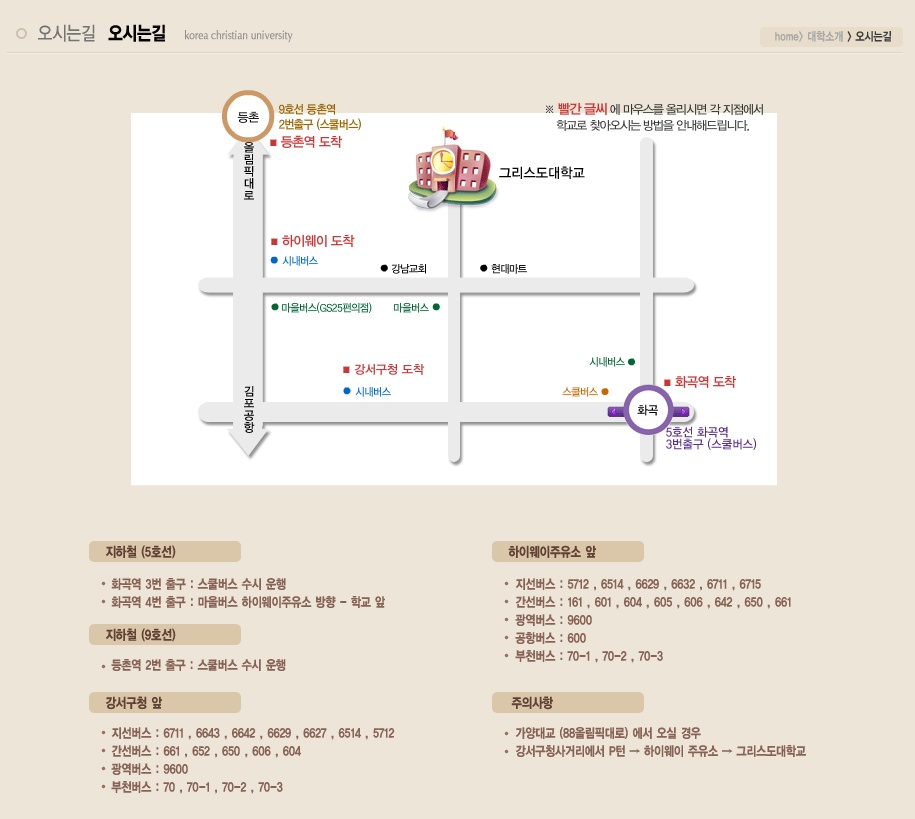 오시는길 오시는길 korea christian university
home> 대학소개 > 오시는길
등촌
9호선 등촌역
2번출구 (스쿨버스)
■ 등촌역 도착
※ 빨간 글씨 에 마우스를 올리시면 각 지점에서
학교로 찾아오시는 방법을 안내해드립니다.
올림픽대로
그리스도대학교
■ 하이웨이 도착
● 시내버스
● 강남교회
● 현대마트
● 마을버스(GS25편의점)
마을버스 ●
시내버스 ●
■ 강서구청 도착
● 시내버스
스쿨버스 ●
■ 화곡역 도착
김포공항
화곡
5호선 화곡역
3번출구 (스쿨버스)
지하철 (5호선)
• 화곡역 3번 출구 : 스쿨버스 수시 운행
• 화곡역 4번 출구 : 마을버스 하이웨이주유소 방향 - 학교 앞
지하철 (9호선)
• 등촌역 2번 출구 : 스쿨버스 수시 운행
강서구청 앞
• 지선버스 : 6711 , 6643 , 6642 , 6629 , 6627 , 6514 , 5712
• 간선버스 : 661 , 652 , 650 , 606 , 604
• 광역버스 : 9600
• 부천버스 : 70 , 70-1 , 70-2 , 70-3
하이웨이주유소 앞
• 지선버스 : 5712 , 6514 , 6629 , 6632 , 6711 , 6715
• 간선버스 : 161 , 601 , 604 , 605 , 606 , 642 , 650 , 661
• 광역버스 : 9600
• 공항버스 : 600
• 부천버스 : 70-1 , 70-2 , 70-3
주의사항
• 가양대교 (88올림픽대로) 에서 오실 경우
• 강서구청사거리에서 P턴 → 하이웨이 주유소 → 그리스도대학교